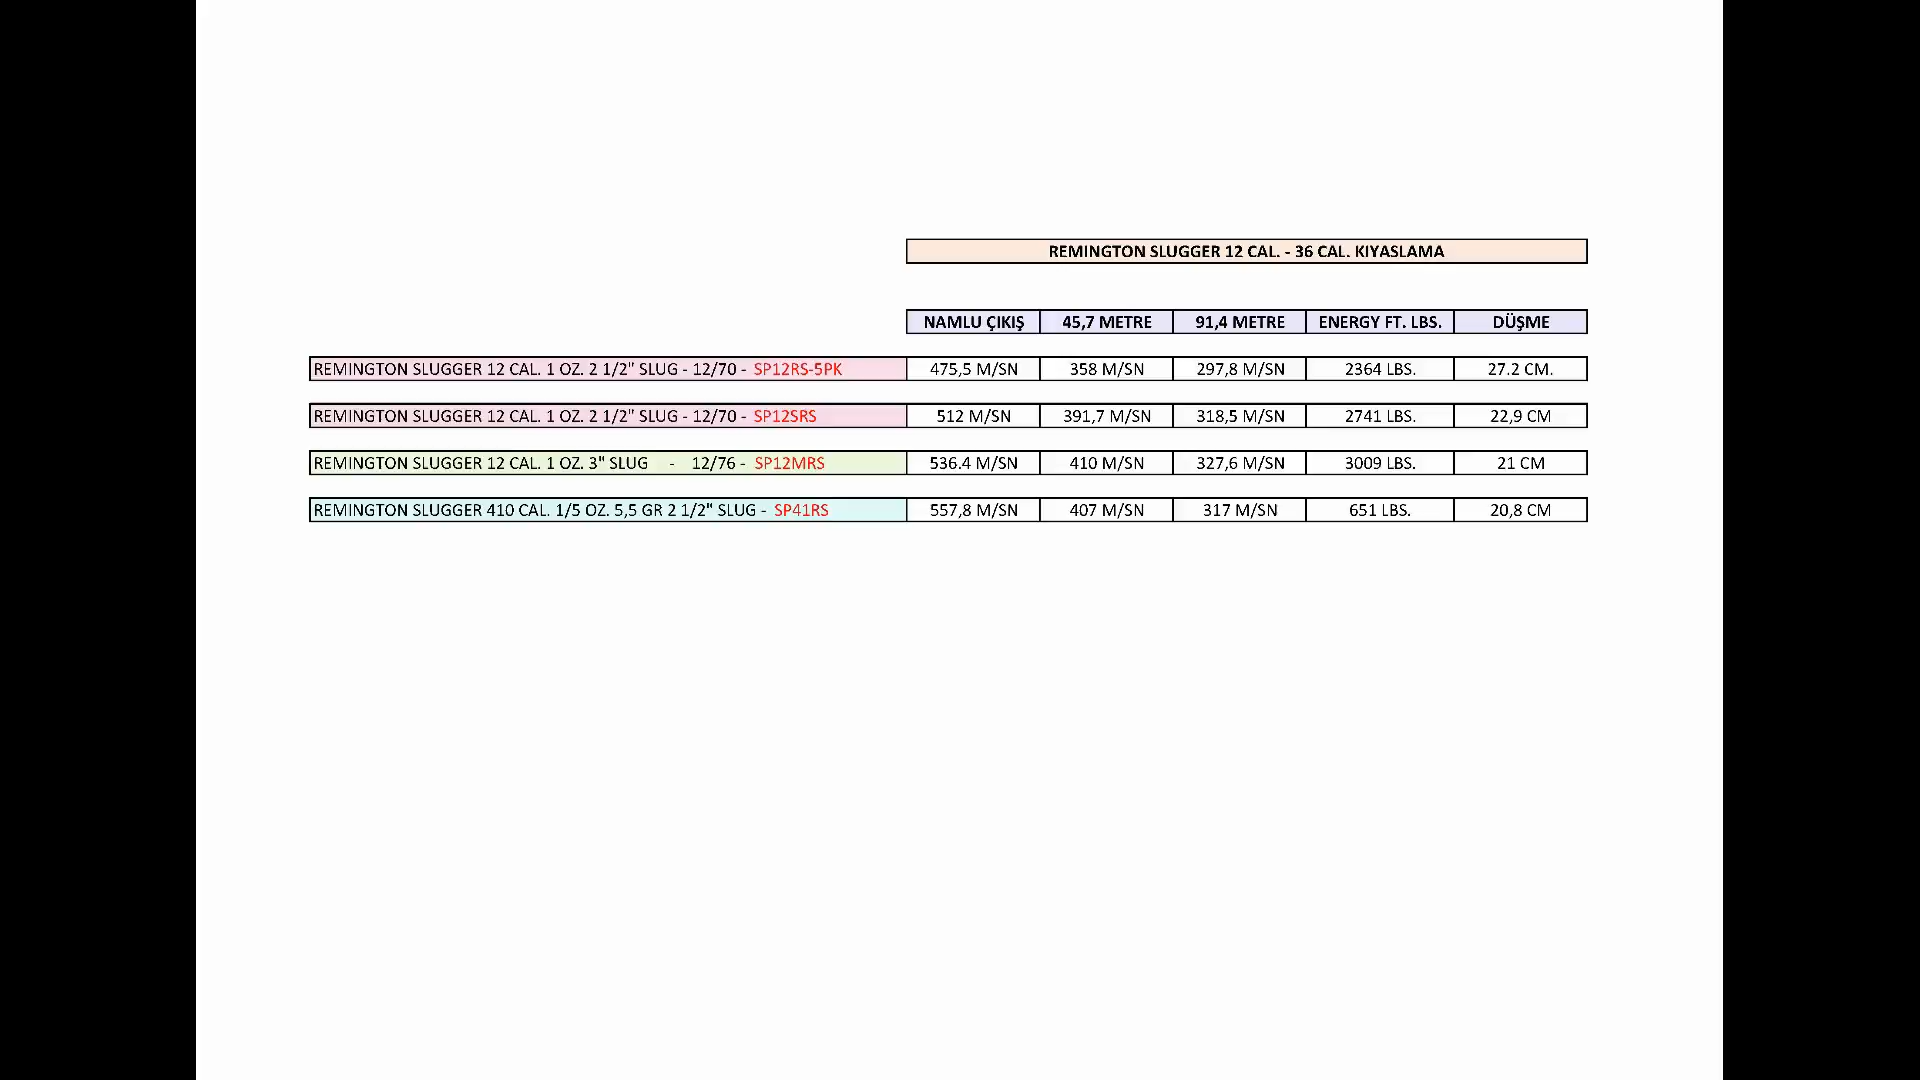 REMINGTON SLUGGER 12 CAL. - 36 CAL. KIYASLAMA
NAMLU ÇIKIŞ 45,7 METRE 91,4 METRE ENERGY FT. LBS. DÜŞME
REMINGTON SLUGGER 12 CAL. 1 OZ. 2 1/2" SLUG - 12/70 - SP12RS-5PK 475,5 M/SN 358 M/SN 297,8 M/SN 2364 LBS. 27.2 CM.
REMINGTON SLUGGER 12 CAL. 1 OZ. 2 1/2" SLUG - 12/70 - SP12SRS 512 M/SN 391,7 M/SN 318,5 M/SN 2741 LBS. 22,9 CM
REMINGTON SLUGGER 12 CAL. 1 OZ. 3" SLUG - 12/76 - SP12MRS 536.4 M/SN 410 M/SN 327,6 M/SN 3009 LBS. 21 CM
REMINGTON SLUGGER 410 CAL. 1/5 OZ. 5,5 GR 2 1/2" SLUG - SP41RS 557,8 M/SN 407 M/SN 317 M/SN 651 LBS. 20,8 CM